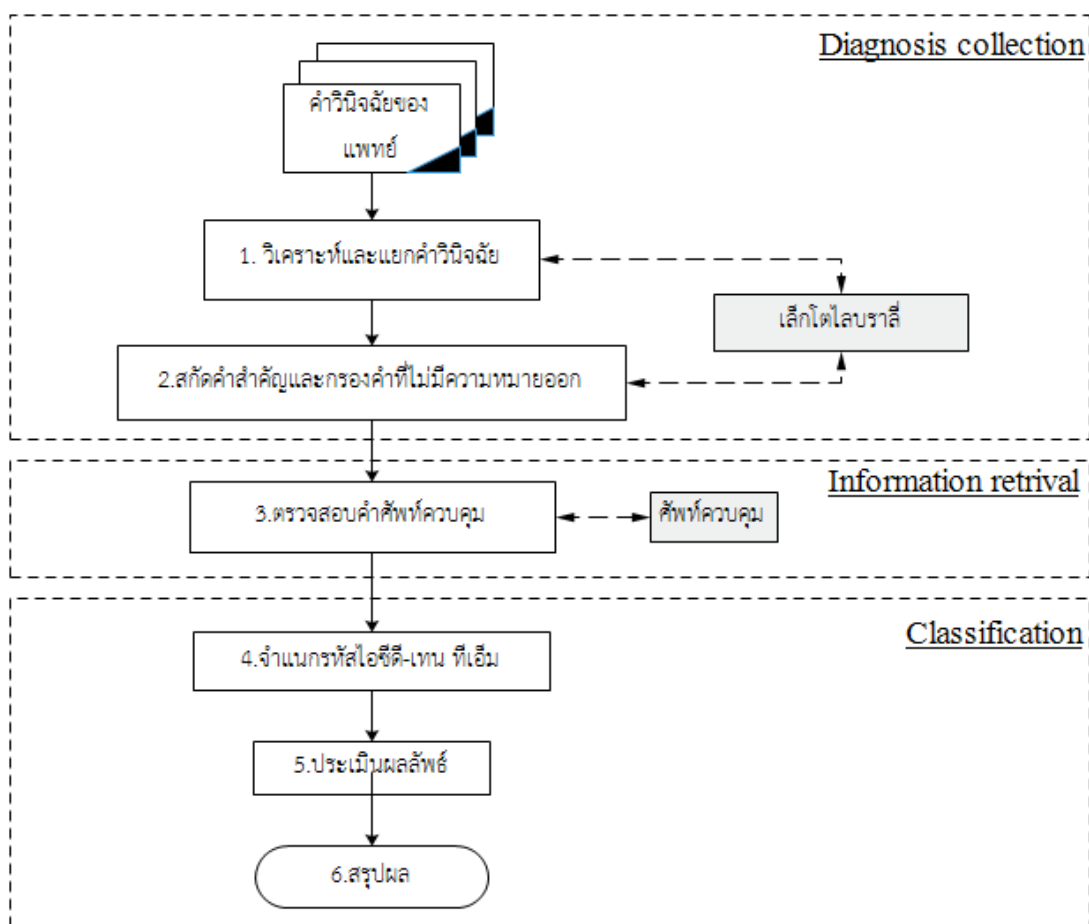 Diagnosis collection
คำวินิจฉัยของ
แพทย์
1. วิเคราะห์และแยกคำวินิจฉัย
เล็กโตไลบราลี่
2.สกัดคำสำคัญและกรองคำที่ไม่มีความหมายออก
Information retrival
3.ตรวจสอบคำศัพท์ควบคุม
ศัพท์ควบคุม
Classification
4.จำแนกรหัสไอซีดี-เทน ทีเอ็ม
5.ประเมินผลลัพธ์
6.สรุปผล